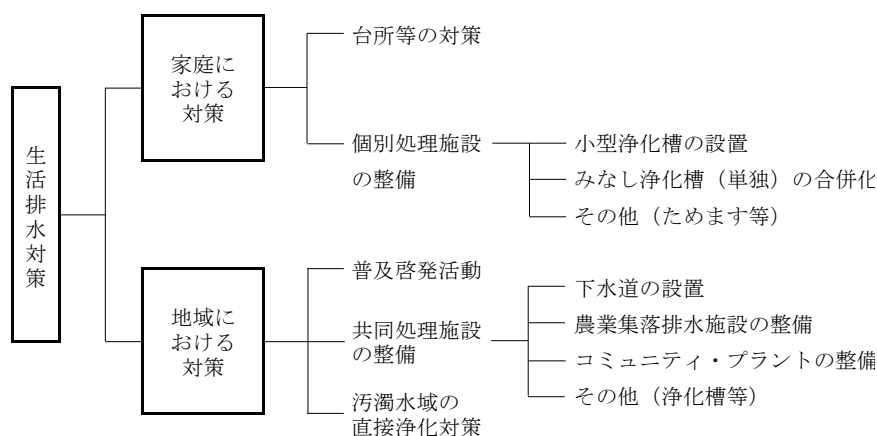 生活排水対策
家庭に
おける
対策
台所等の対策
個別処理施設
の整備
小型浄化槽の設置
みなし浄化槽（単独）の合併化
その他（ためます等）
地域に
おける
対策
普及啓発活動
共同処理施設
の整備
下水道の設置
農業集落排水施設の整備
コミュニティ・プラントの整備
その他（浄化槽等）
汚濁水域の
直接浄化対策